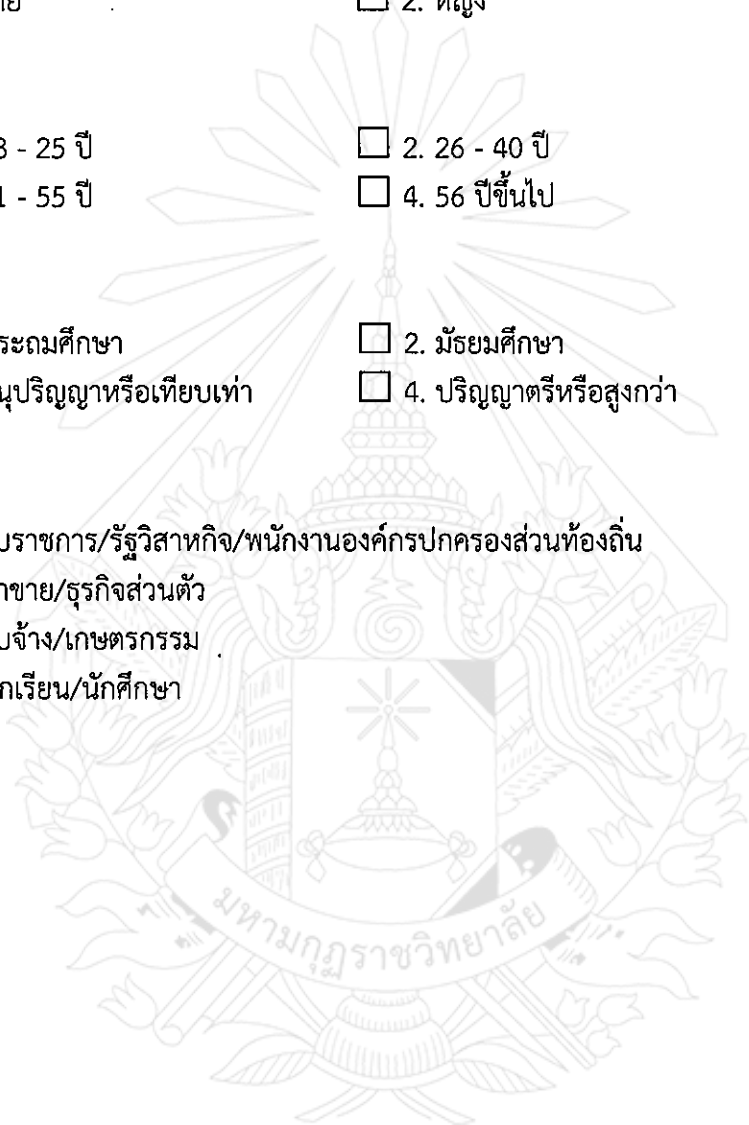 2. หญิง
- 25 ปี ☐ 2. 26 - 40 ปี
- 55 ปี ☐ 4. 56 ปีขึ้นไป
ระถมศึกษา ☐ 2. มัธยมศึกษา
นุปริญญาหรือเทียบเท่า ☐ 4. ปริญญาตรีหรือสูงกว่า
บราชการ/รัฐวิสาหกิจ/พนักงานองค์กรปกครองส่วนท้องถิ่น
าขาย/ธุรกิจส่วนตัว
บจ้าง/เกษตรกรรม
กเรียน/นักศึกษา
มหามกุฏราชวิทยาลัย